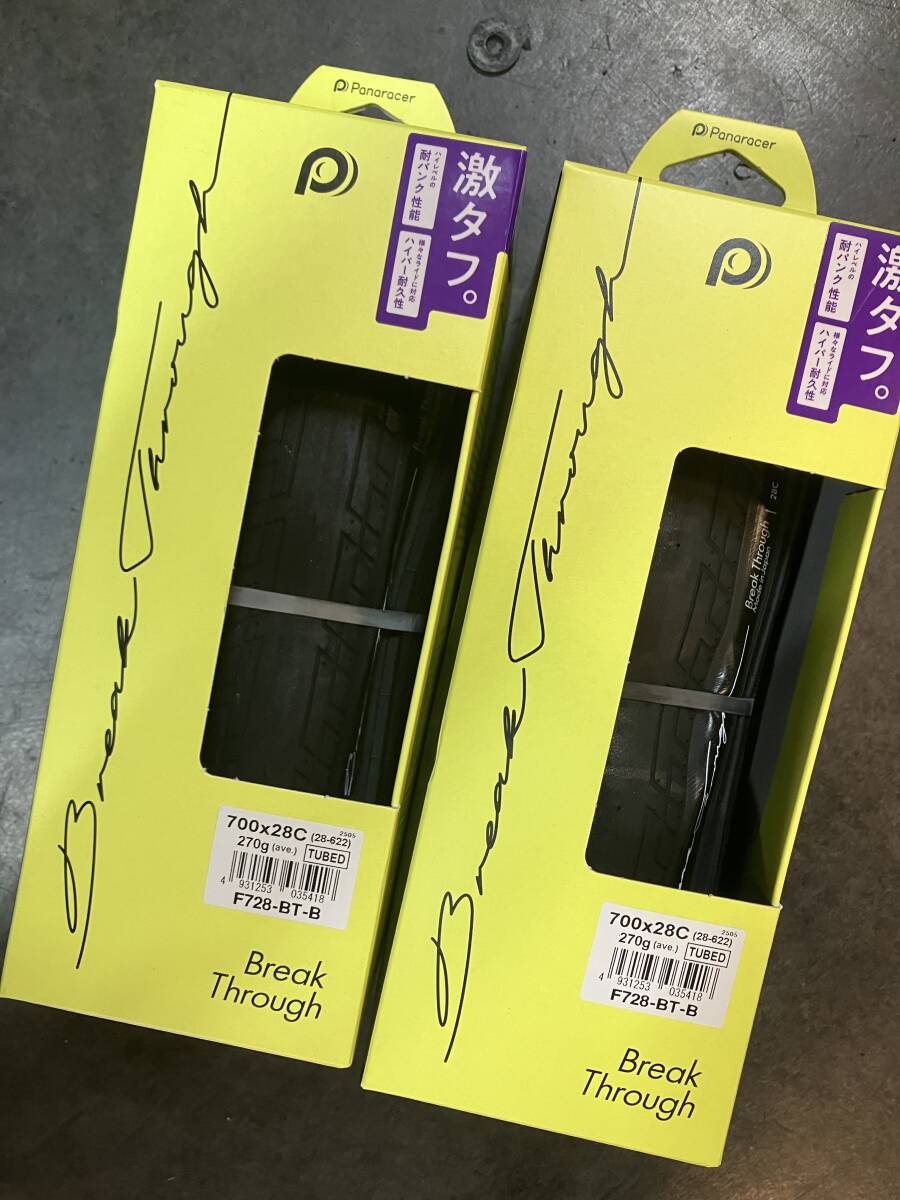 Panaracer
激タフ。
ハイレベルの
耐パンク性能
様々なライドに対応
ハイパー耐久性
Break Through
700x28C (28-622)
2505
270g (ave.) TUBED
4 931253 035418
F728-BT-B
Break
Through
Panaracer
激タフ。
ハイレベルの
耐パンク性能
様々なライドに対応
ハイパー耐久性
Break Through
Break Through | 28C
Made in Japan
700x28C (28-622)
2505
270g (ave.) TUBED
4 931253 035418
F728-BT-B
Break
Through